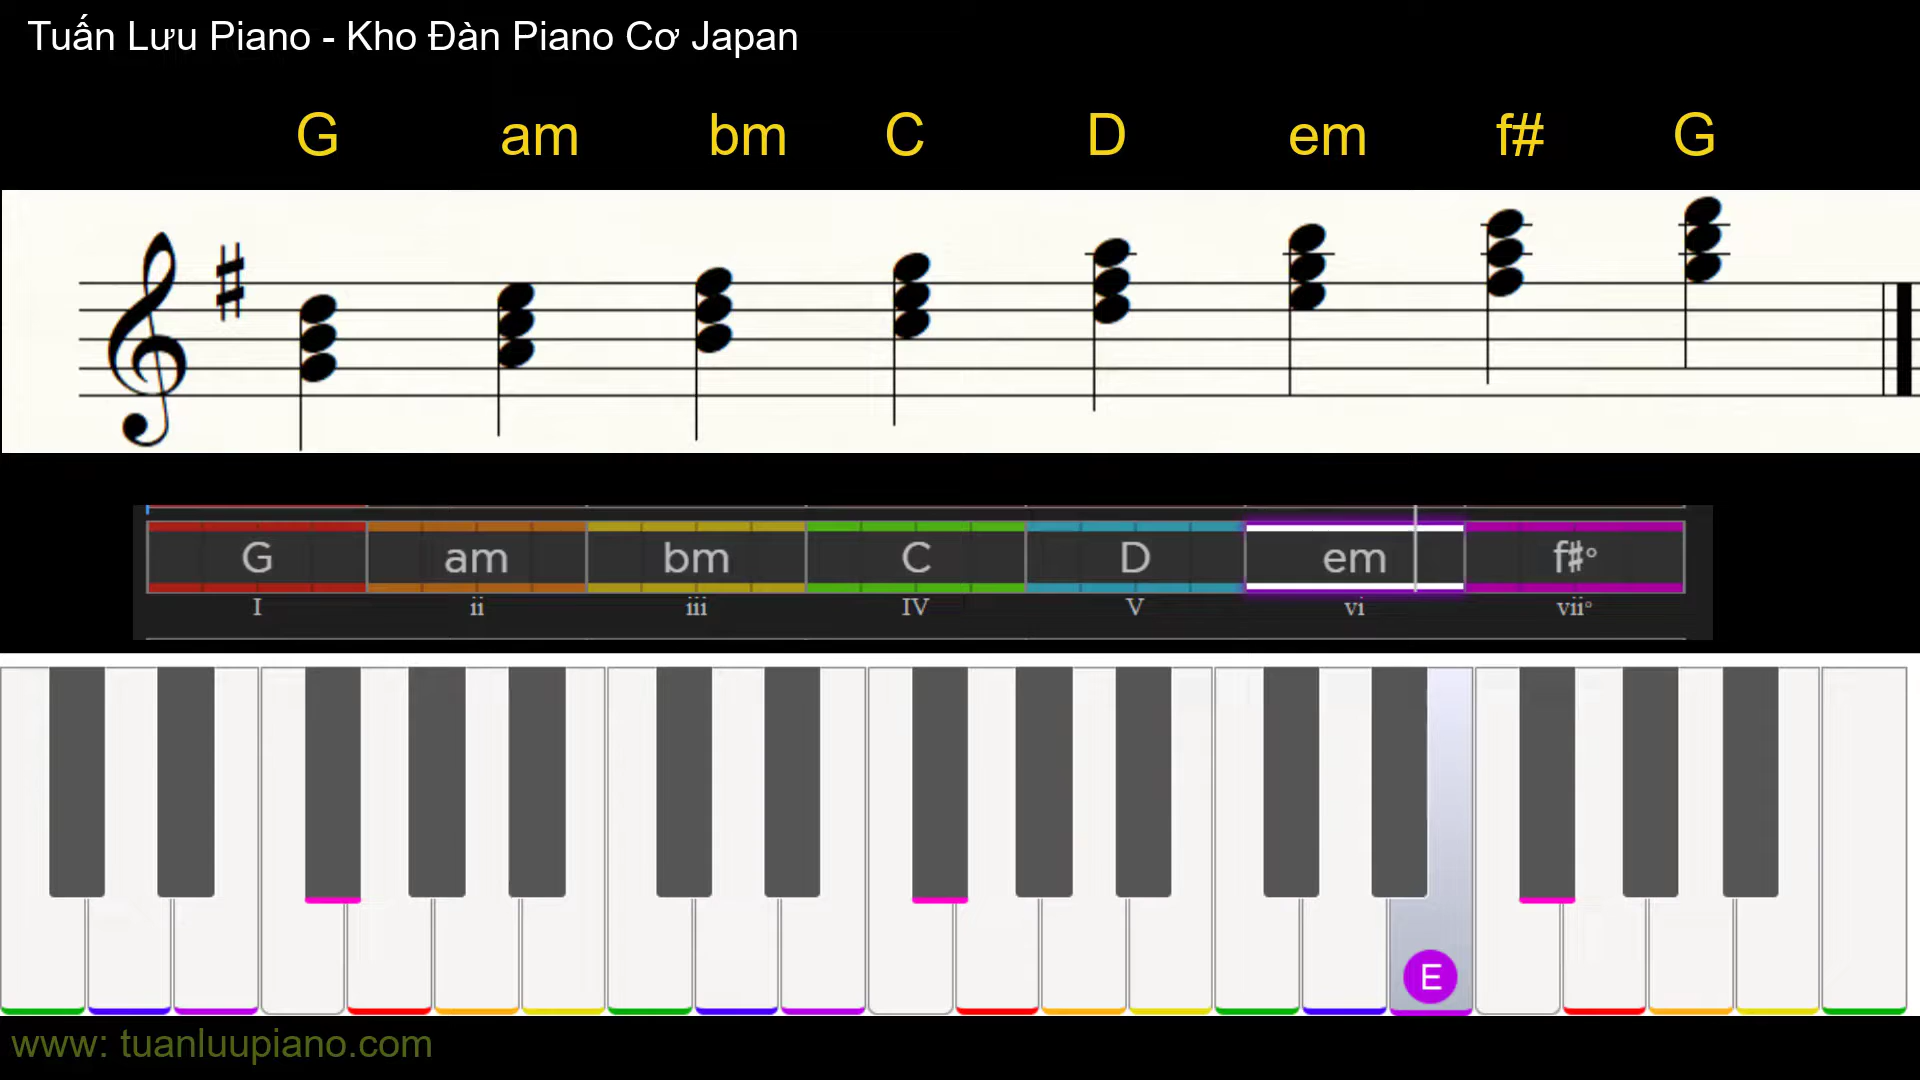 Tuấn Lưu Piano - Kho Đàn Piano Cơ Japan
G am bm C D em f# G
G am bm C D em f#°
I ii iii IV V vi vii°
E
www: tuanluupiano.com